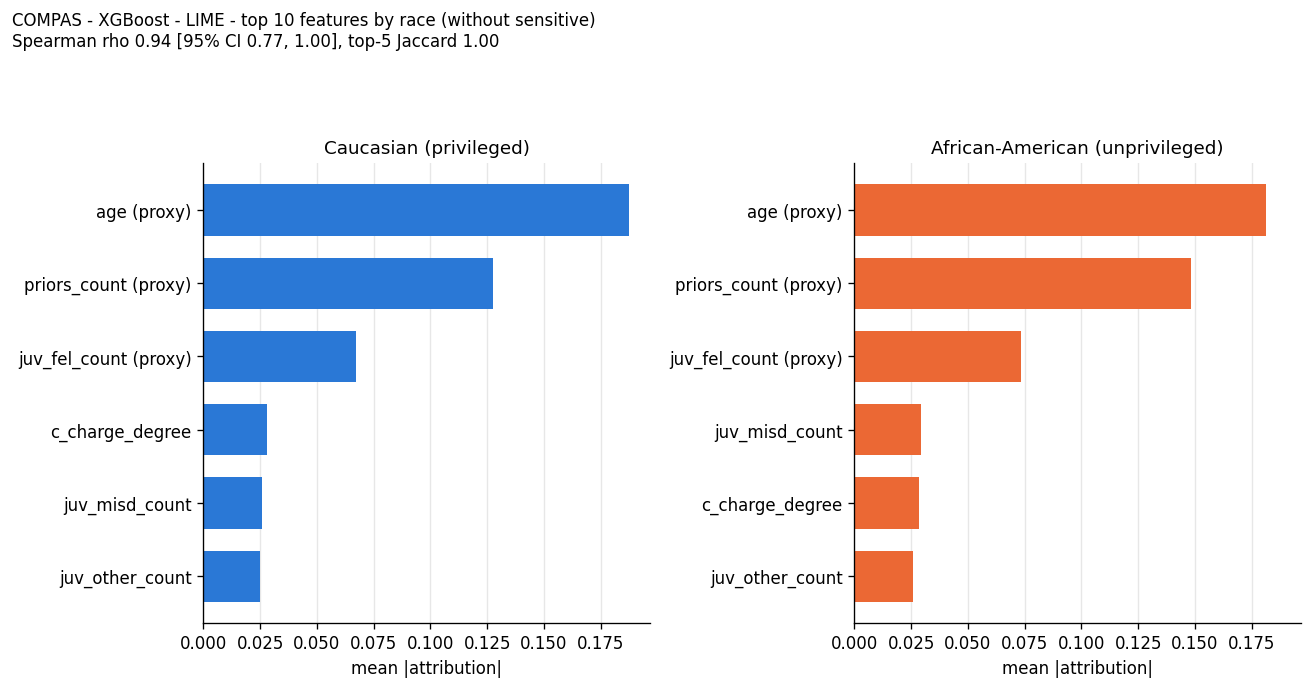 COMPAS - XGBoost - LIME - top 10 features by race (without sensitive)
Spearman rho 0.94 [95% CI 0.77, 1.00], top-5 Jaccard 1.00
Caucasian (privileged)
age (proxy)
priors_count (proxy)
juv_fel_count (proxy)
c_charge_degree
juv_misd_count
juv_other_count
0.000 0.025 0.050 0.075 0.100 0.125 0.150 0.175
mean |attribution|
African-American (unprivileged)
age (proxy)
priors_count (proxy)
juv_fel_count (proxy)
juv_misd_count
c_charge_degree
juv_other_count
0.000 0.025 0.050 0.075 0.100 0.125 0.150 0.175
mean |attribution|